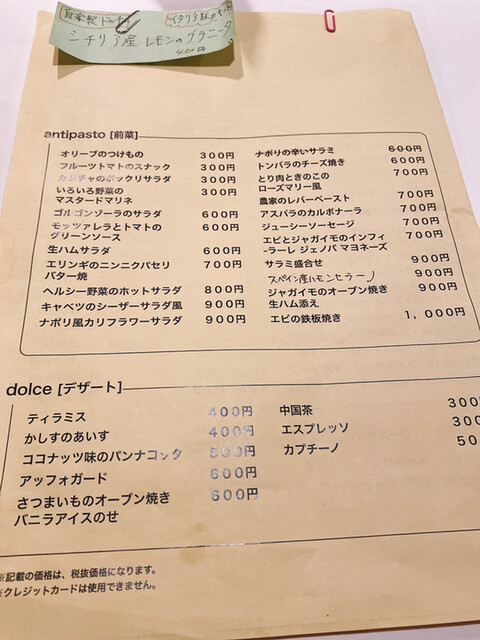 自家製ドルチェ
シチリア産 レモンのグラニータ
400円
antipasto [前菜]
オリーブのつけもの 300円
フルーツトマトのスナック 300円
カボチャのポックリサラダ 300円
いろいろ野菜の 300円
マスタードマリネ
ゴルゴンゾーラのサラダ 600円
モッツァレラとトマトの 600円
グリーンソース
生ハムサラダ 600円
エリンギのニンニクパセリ 700円
バター焼
ヘルシー野菜のホットサラダ 800円
キャベツのシーザーサラダ風 900円
ナポリ風カリフラワーサラダ 900円
ナポリの辛いサラミ 600円
トンバラのチーズ焼き 600円
とり肉ときのこの 700円
ローズマリー風
農家のレバーペースト 700円
アスパラのカルボナーラ 700円
ジューシーソーセージ 700円
エビとジャガイモのインフィ 700円
-ラーレ ジェノバ マヨネーズ
サラミ盛合せ 900円
スペイン産ハモンセラーノ 900円
ジャガイモのオーブン焼き 900円
生ハム添え
エビの鉄板焼き 1,000円
dolce [デザート]
ティラミス 400円
かしすのあいす 400円
ココナッツ味のパンナコッタ 500円
アッフォガード 600円
さつまいものオーブン焼き 600円
バニラアイスのせ
中国茶 300
エスプレッソ 300
カプチーノ 50
※記載の価格は、税抜価格になります。
※クレジットカードは使用できません。